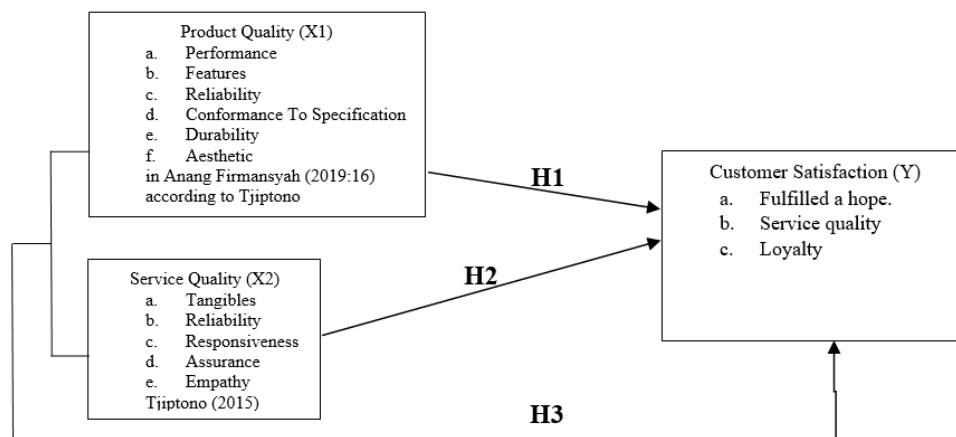 Product Quality (X1)
a. Performance
b. Features
c. Reliability
d. Conformance To Specification
e. Durability
f. Aesthetic
in Anang Firmansyah (2019:16)
according to Tjiptono
H1
Customer Satisfaction (Y)
a. Fulfilled a hope.
b. Service quality
c. Loyalty
Service Quality (X2)
a. Tangibles
b. Reliability
c. Responsiveness
d. Assurance
e. Empathy
Tjiptono (2015)
H2
H3